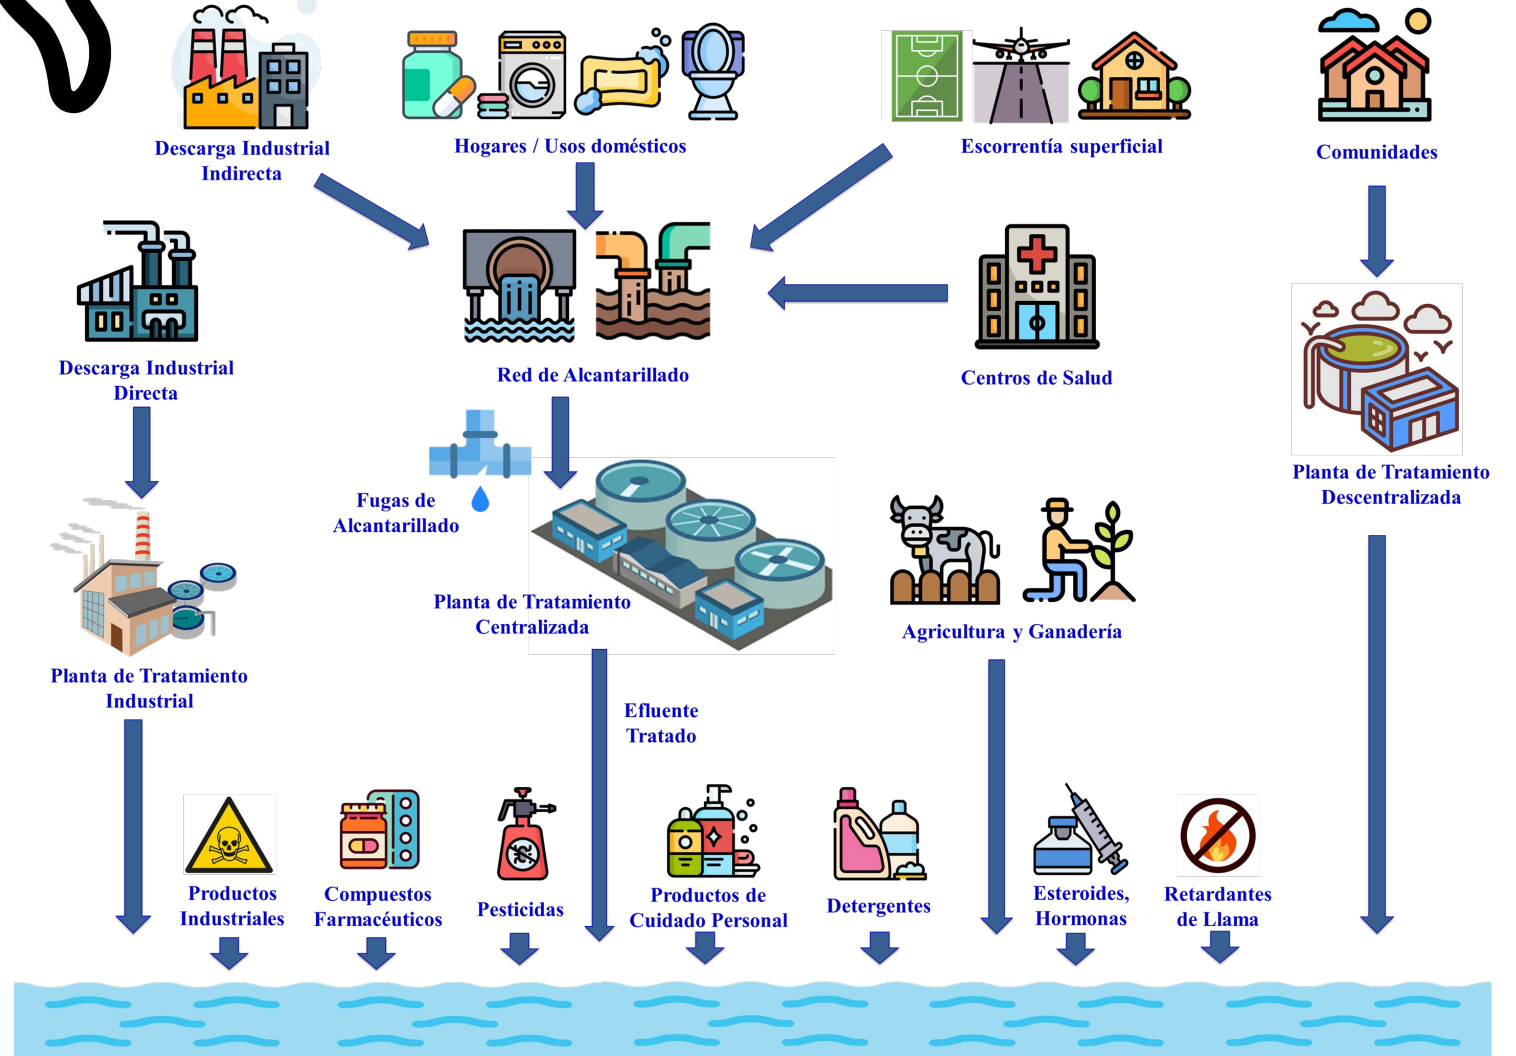 Descarga Industrial
Indirecta
Hogares / Usos domésticos
Escorrentía superficial
Comunidades
Descarga Industrial
Directa
Red de Alcantarillado
Centros de Salud
Planta de Tratamiento
Descentralizada
Fugas de
Alcantarillado
Planta de Tratamiento
Centralizada
Agricultura y Ganadería
Planta de Tratamiento
Industrial
Efluente
Tratado
Productos
Industriales
Compuestos
Farmacéuticos
Pesticidas
Productos de
Cuidado Personal
Detergentes
Esteroides,
Hormonas
Retardantes
de Llama